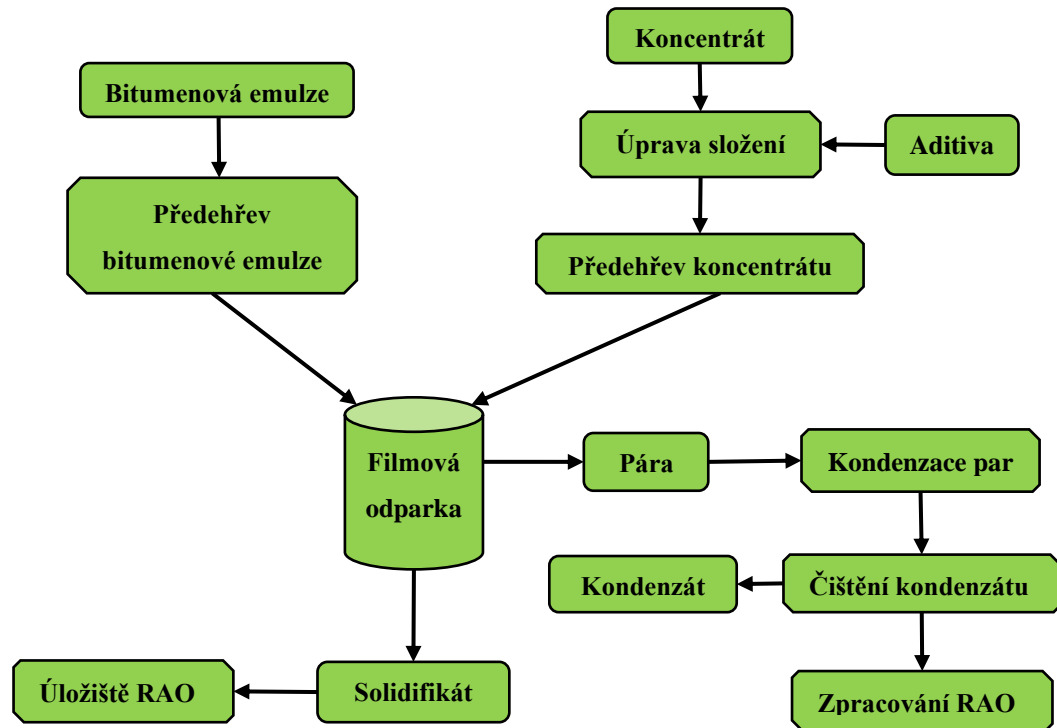 Koncentrát
Bitumenová emulze
Úprava složení
Aditiva
Předehřev
bitumenové emulze
Předehřev koncentrátu
Filmová
odparka
Pára
Kondenzace par
Kondenzát
Čištění kondenzátu
Úložiště RAO
Solidifikát
Zpracování RAO